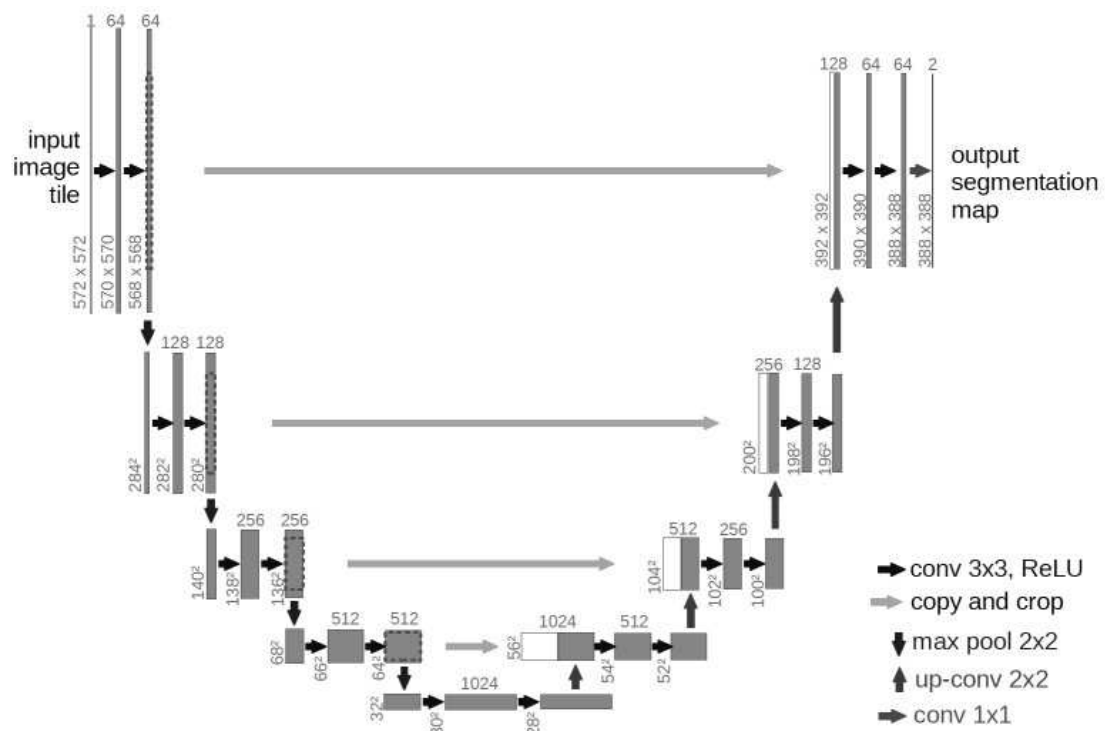 1 64 64
128 64 64 2
input
image
tile
output
segmentation
map
572 x 572
570 x 570
568 x 568
392 x 392
390 x 390
388 x 388
388 x 388
128 128
256 128
284²
282²
280²
200²
198²
196²
256 256
512 256
140²
138²
136²
104²
102²
100²
512 512
1024 512
68²
66²
64²
56²
54²
52²
1024
32²
30²
28²
conv 3x3, ReLU
copy and crop
max pool 2x2
up-conv 2x2
conv 1x1